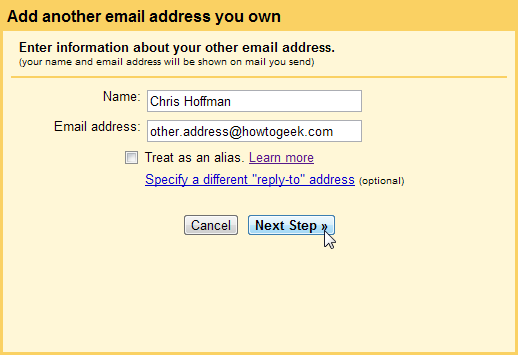 Add another email address you own
Enter information about your other email address.
(your name and email address will be shown on mail you send)
Name: Chris Hoffman
Email address: other.address@howtogeek.com
Treat as an alias. Learn more
Specify a different "reply-to" address (optional)
Cancel Next Step »